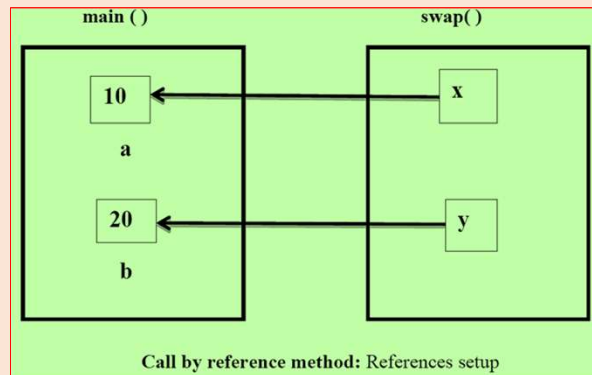 main ( ) swap( )
10 x
a
20 y
b
Call by reference method: References setup